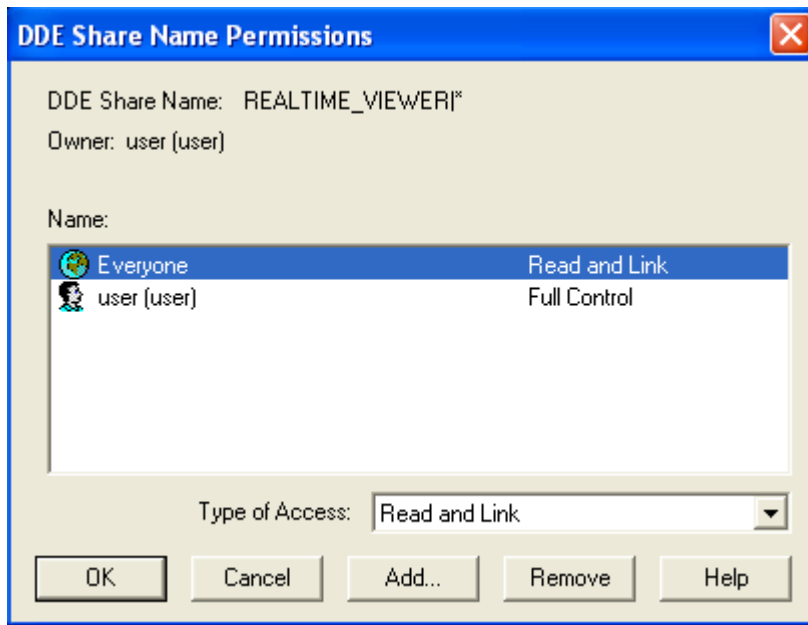 DDE Share Name Permissions
DDE Share Name: REALTIME_VIEWER|*
Owner: user (user)
Name:
Everyone Read and Link
user (user) Full Control
Type of Access: Read and Link
OK Cancel Add... Remove Help